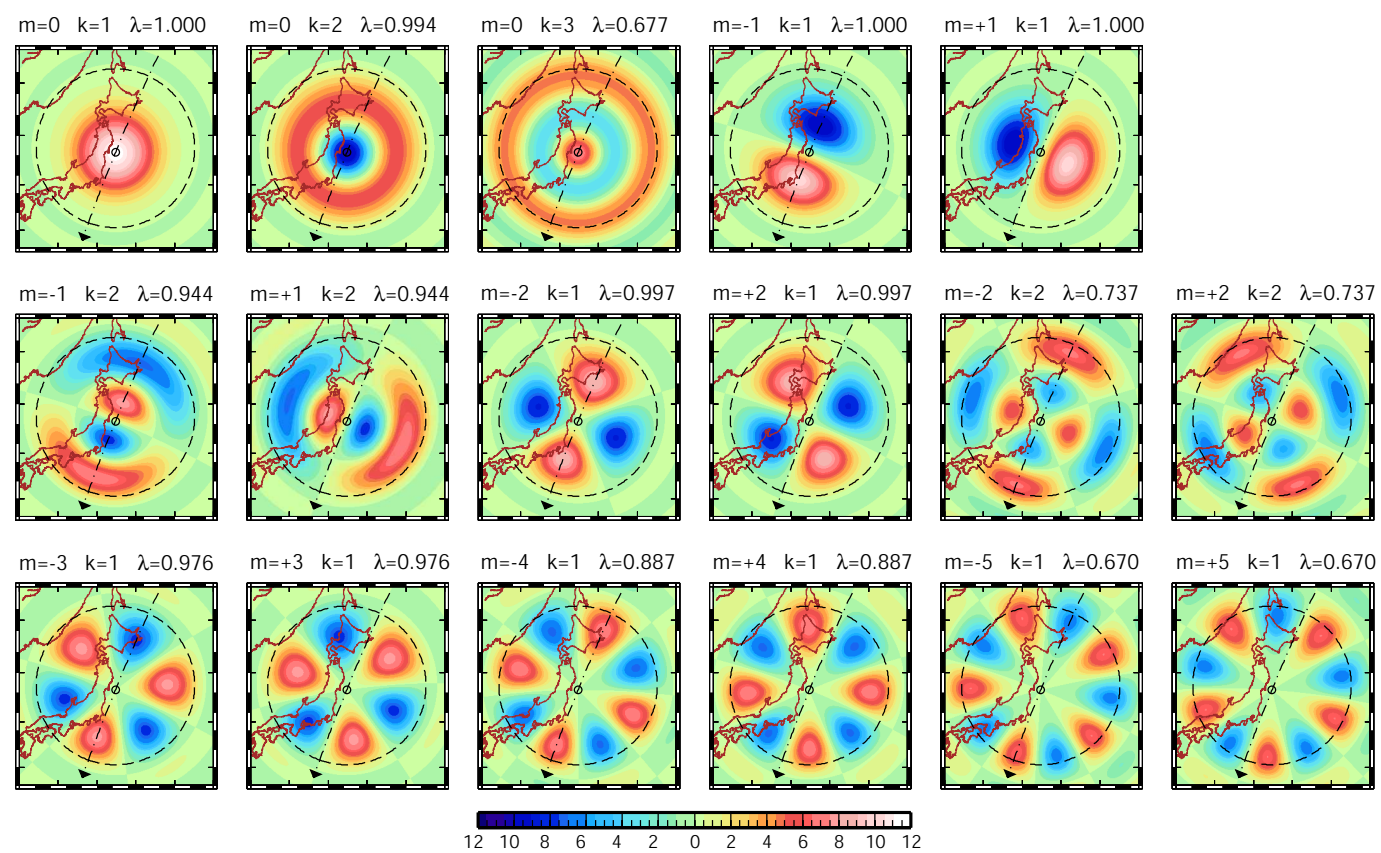 m=0 k=1 λ=1.000
m=0 k=2 λ=0.994
m=0 k=3 λ=0.677
m=-1 k=1 λ=1.000
m=+1 k=1 λ=1.000
m=-1 k=2 λ=0.944
m=+1 k=2 λ=0.944
m=-2 k=1 λ=0.997
m=+2 k=1 λ=0.997
m=-2 k=2 λ=0.737
m=+2 k=2 λ=0.737
m=-3 k=1 λ=0.976
m=+3 k=1 λ=0.976
m=-4 k=1 λ=0.887
m=+4 k=1 λ=0.887
m=-5 k=1 λ=0.670
m=+5 k=1 λ=0.670
12 10 8 6 4 2 0 2 4 6 8 10 12